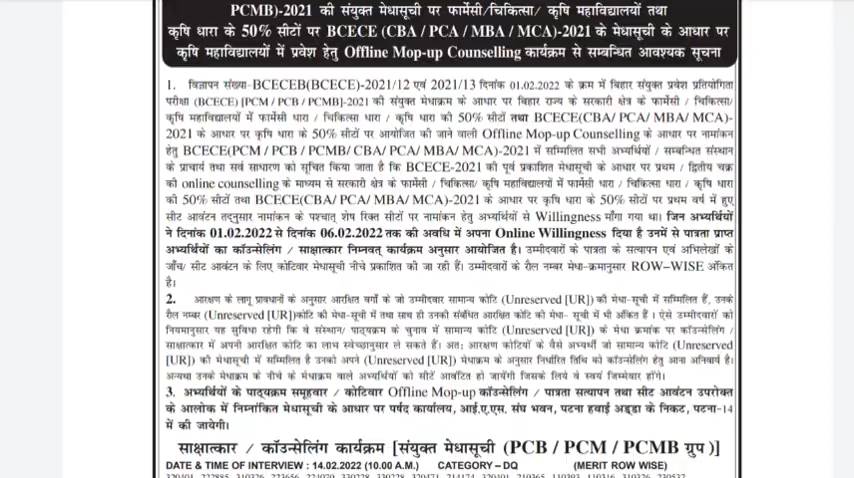 PCMB)-2021 की संयुक्त मेधासूची पर फार्मेसी/चिकित्सा/ कृषि महाविद्यालयों तथा
कृषि धारा के 50% सीटों पर BCECE (CBA / PCA / MBA / MCA)-2021 के मेधासूची के आधार पर
कृषि महाविद्यालयों में प्रवेश हेतु Offline Mop-up Counselling कार्यक्रम से सम्बन्धित आवश्यक सूचना
1. विज्ञापन संख्या-BCECEB(BCECE)-2021/12 एवं 2021/13 दिनांक 01.02.2022 के क्रम में बिहार संयुक्त प्रवेश प्रतियोगिता
परीक्षा (BCECE) [PCM / PCB / PCMB]-2021 की संयुक्त मेधाक्रम के आधार पर बिहार राज्य के सरकारी क्षेत्र के फार्मेसी / चिकित्सा/
कृषि महाविद्यालयों में फार्मेसी धारा / चिकित्सा धारा / कृषि धारा की 50% सीटों तथा BCECE(CBA/ PCA/ MBA/ MCA)-
2021 के आधार पर कृषि धारा के 50% सीटों पर आयोजित की जाने वाली Offline Mop-up Counselling के आधार पर नामांकन
हेतु BCECE(PCM / PCB / PCMB/ CBA/ PCA/ MBA/ MCA)-2021 में सम्मिलित सभी अभ्यर्थियों / सम्बन्धित संस्थान
के प्राचार्य तथा सर्व साधारण को सूचित किया जाता है कि BCECE-2021 की पूर्व प्रकाशित मेधासूची के आधार पर प्रथम / द्वितीय चक्र
की online counselling के माध्यम से सरकारी क्षेत्र के फार्मेसी / चिकित्सा/ कृषि महाविद्यालयों में फार्मेसी धारा / चिकित्सा धारा / कृषि धारा
की 50% सीटों तथा BCECE(CBA/ PCA/ MBA/ MCA)-2021 के आधार पर कृषि धारा के 50% सीटों पर प्रथम वर्ष में हुए
सीट आवंटन तदनुसार नामांकन के पश्चात् शेष रिक्त सीटों पर नामांकन हेतु अभ्यर्थियों से Willingness माँगा गया था। जिन अभ्यर्थियों
ने दिनांक 01.02.2022 से दिनांक 06.02.2022 तक की अवधि में अपना Online Willingness दिया है उनमें से पात्रता प्राप्त
अभ्यर्थियों का कॉउन्सेलिंग / साक्षात्कार निम्नवत् कार्यक्रम अनुसार आयोजित है। उम्मीदवारों के पात्रता के सत्यापन एवं अभिलेखों के
जाँच/ सीट आवंटन के लिए कोटिवार मेधासूची नीचे प्रकाशित की जा रही हैं। उम्मीदवारों के रौल नम्बर मेधा-क्रमानुसार ROW-WISE अंकित
है।
2. आरक्षण के लागू प्रावधानों के अनुसार आरक्षित वर्गों के जो उम्मीदवार सामान्य कोटि (Unreserved [UR]) की मेधा-सूची में सम्मिलित हैं, उनके
रौल नम्बर (Unreserved [UR])कोटि की मेधा-सूची में तथा साथ ही उनकी संबंधित आरक्षित कोटि की मेधा- सूची में भी अंकित हैं । ऐसे उम्मीदवारों को
नियमानुसार यह सुविधा रहेगी कि वे संस्थान/ पाठ्यक्रम के चुनाव में सामान्य कोटि (Unreserved [UR]) के मेधा क्रमांक पर कॉउन्सेलिंग /
साक्षात्कार में अपनी आरक्षित कोटि का लाभ स्वेच्छानुसार ले सकते हैं। अतः आरक्षण कोटियों के वैसे अभ्यर्थी जो सामान्य कोटि (Unreserved
[UR]) की मेधासूची में सम्मिलित है उनको अपने (Unreserved [UR]) मेधाक्रम के अनुसार निर्धारित तिथि को कॉउन्सेलिंग हेतु आना अनिवार्य है।
अन्यथा उनके मेधाक्रम के नीचे के मेधाक्रम वाले अभ्यर्थियों को सीटें आवंटित हो जायेंगी जिसके लिये वे स्वयं जिम्मेवार होंगे।
3. अभ्यर्थियों के पाठ्यक्रम समूहवार / कोटिवार Offline Mop-up कॉउन्सेलिंग / पात्रता सत्यापन तथा सीट आवंटन उपरोक्त
के आलोक में निम्नांकित मेधासूची के आधार पर पर्षद कार्यालय, आई.ए.एस. संघ भवन, पटना हवाई अड्डा के निकट, पटना-14
में की जायेगी।
साक्षात्कार / कॉउन्सेलिंग कार्यक्रम [संयुक्त मेधासूची (PCB / PCM / PCMB ग्रुप )]
DATE & TIME OF INTERVIEW : 14.02.2022 (10.00 A.M.) CATEGORY – DQ (MERIT ROW WISE)